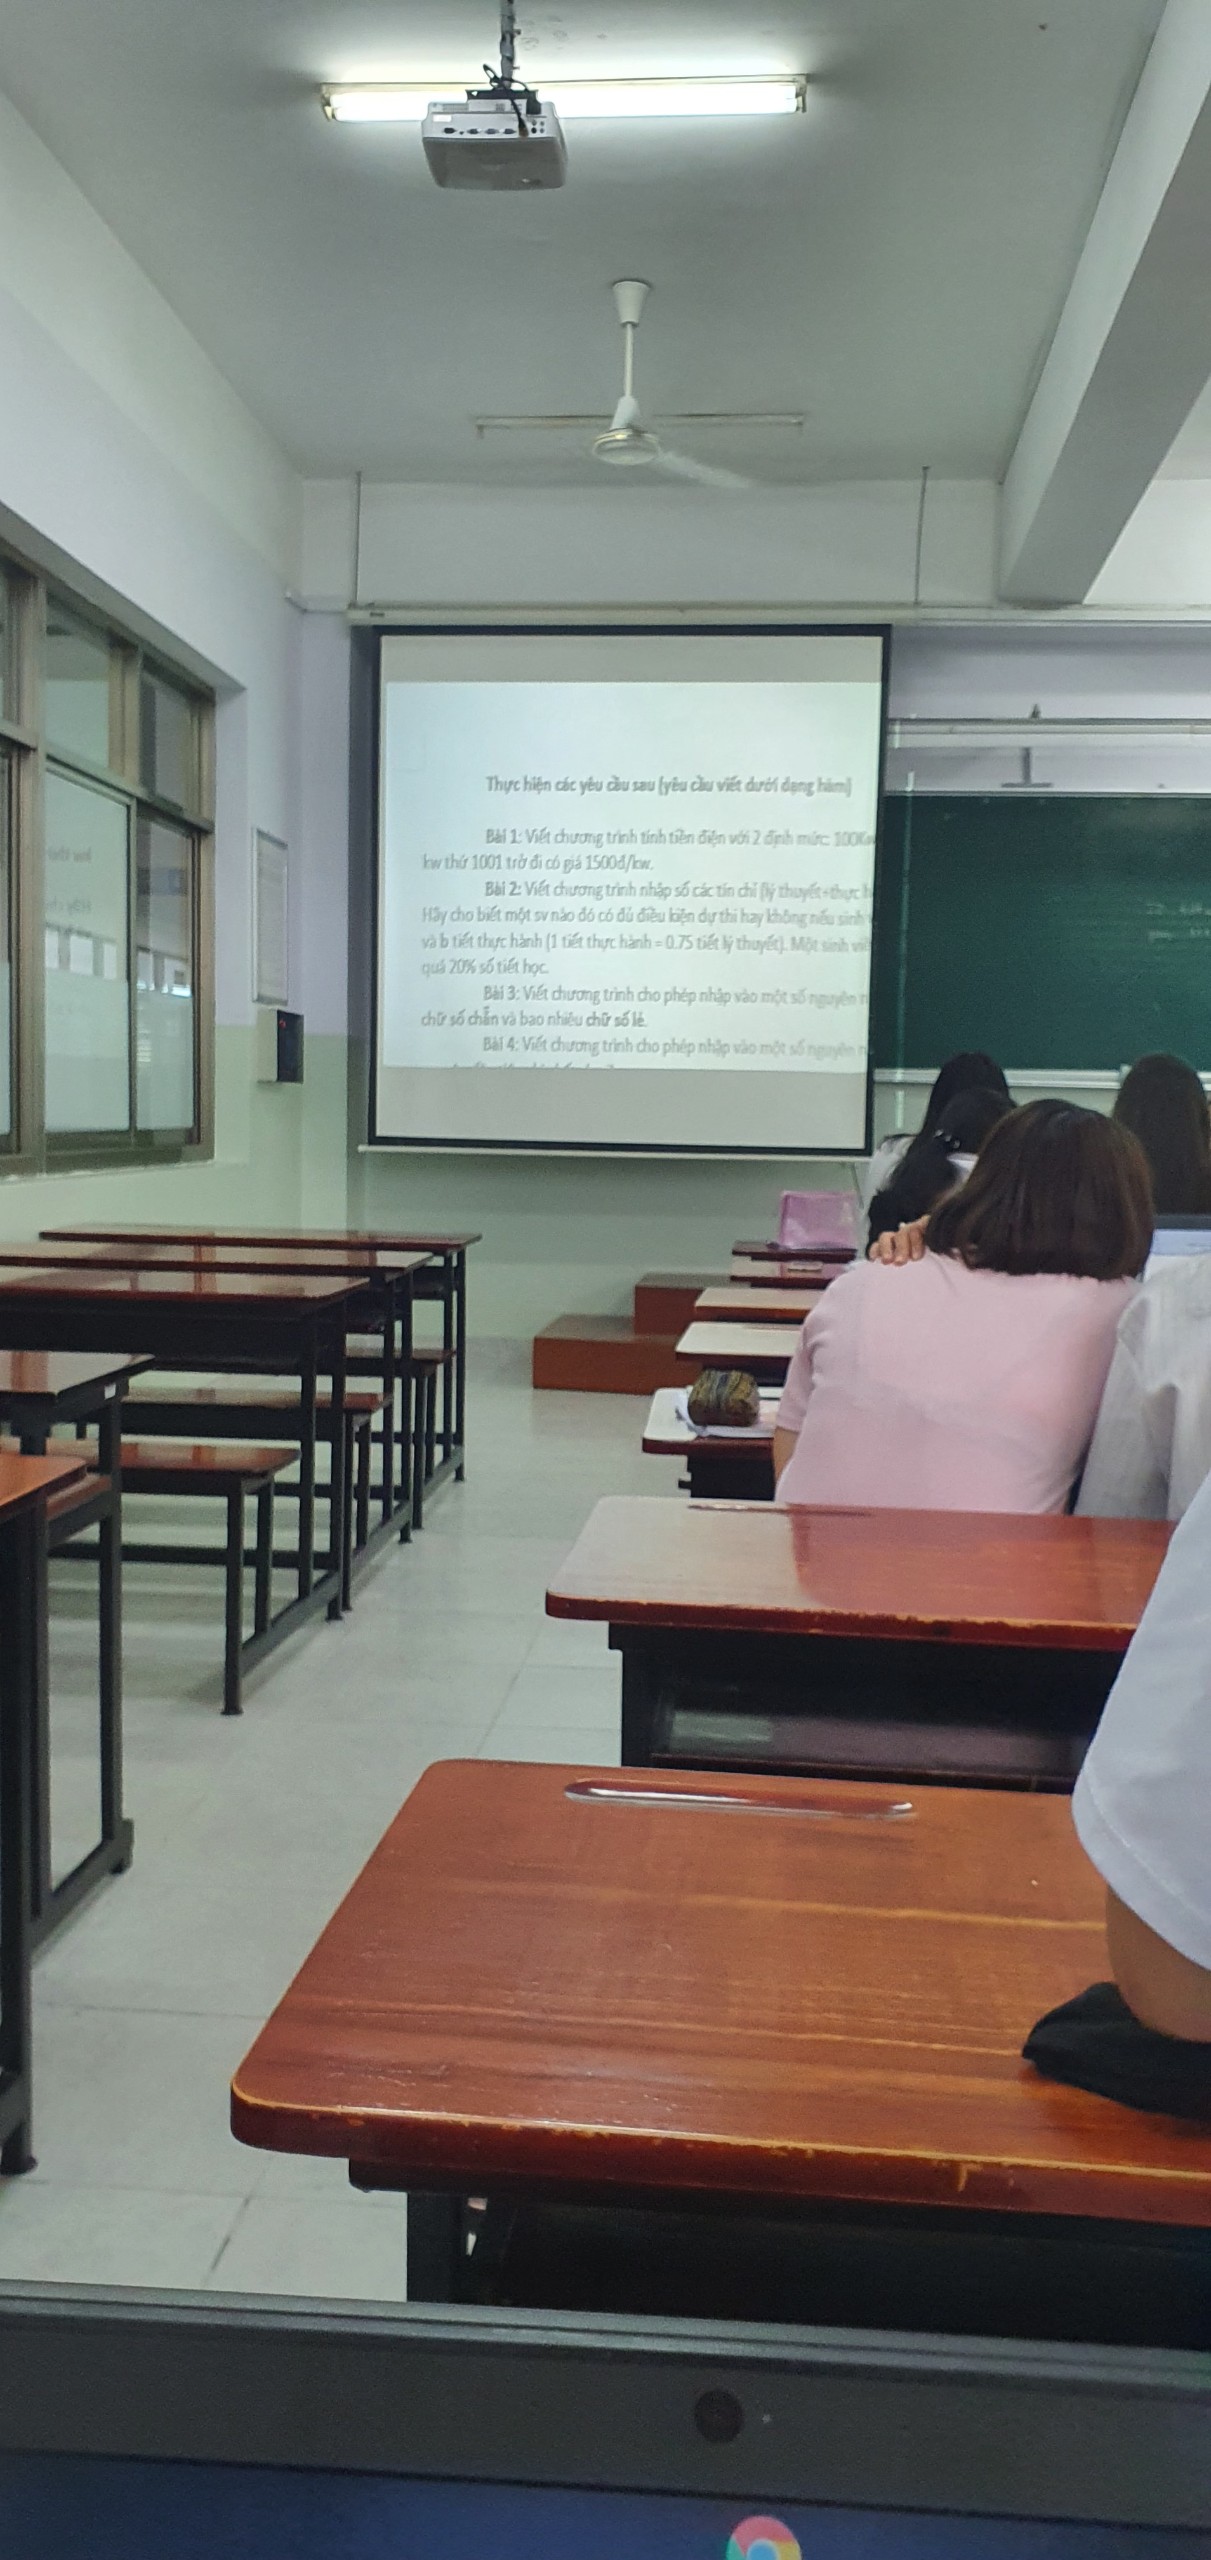 Thực hiện các yêu cầu sau (yêu cầu viết dưới dạng hàm)
Bài 1: Viết chương trình tính tiền điện với 2 định mức: 100Kw
kw thứ 1001 trở đi có giá 1500đ/kw.
Bài 2: Viết chương trình nhập số các tín chỉ (lý thuyết+thực h
Hãy cho biết một sv nào đó có đủ điều kiện dự thi hay không nếu sinh
và b tiết thực hành (1 tiết thực hành = 0.75 tiết lý thuyết). Một sinh viê
quá 20% số tiết học.
Bài 3: Viết chương trình cho phép nhập vào một số nguyên n
chữ số chẵn và bao nhiêu chữ số lẻ.
Bài 4: Viết chương trình cho phép nhập vào một số nguyên n